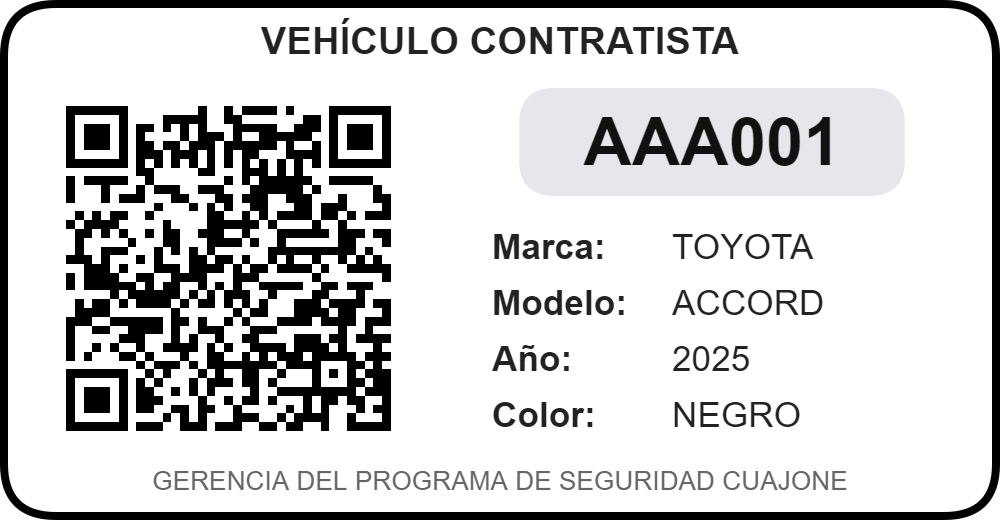 VEHÍCULO CONTRATISTA
AAA001
Marca: TOYOTA
Modelo: ACCORD
Año: 2025
Color: NEGRO
GERENCIA DEL PROGRAMA DE SEGURIDAD CUAJONE